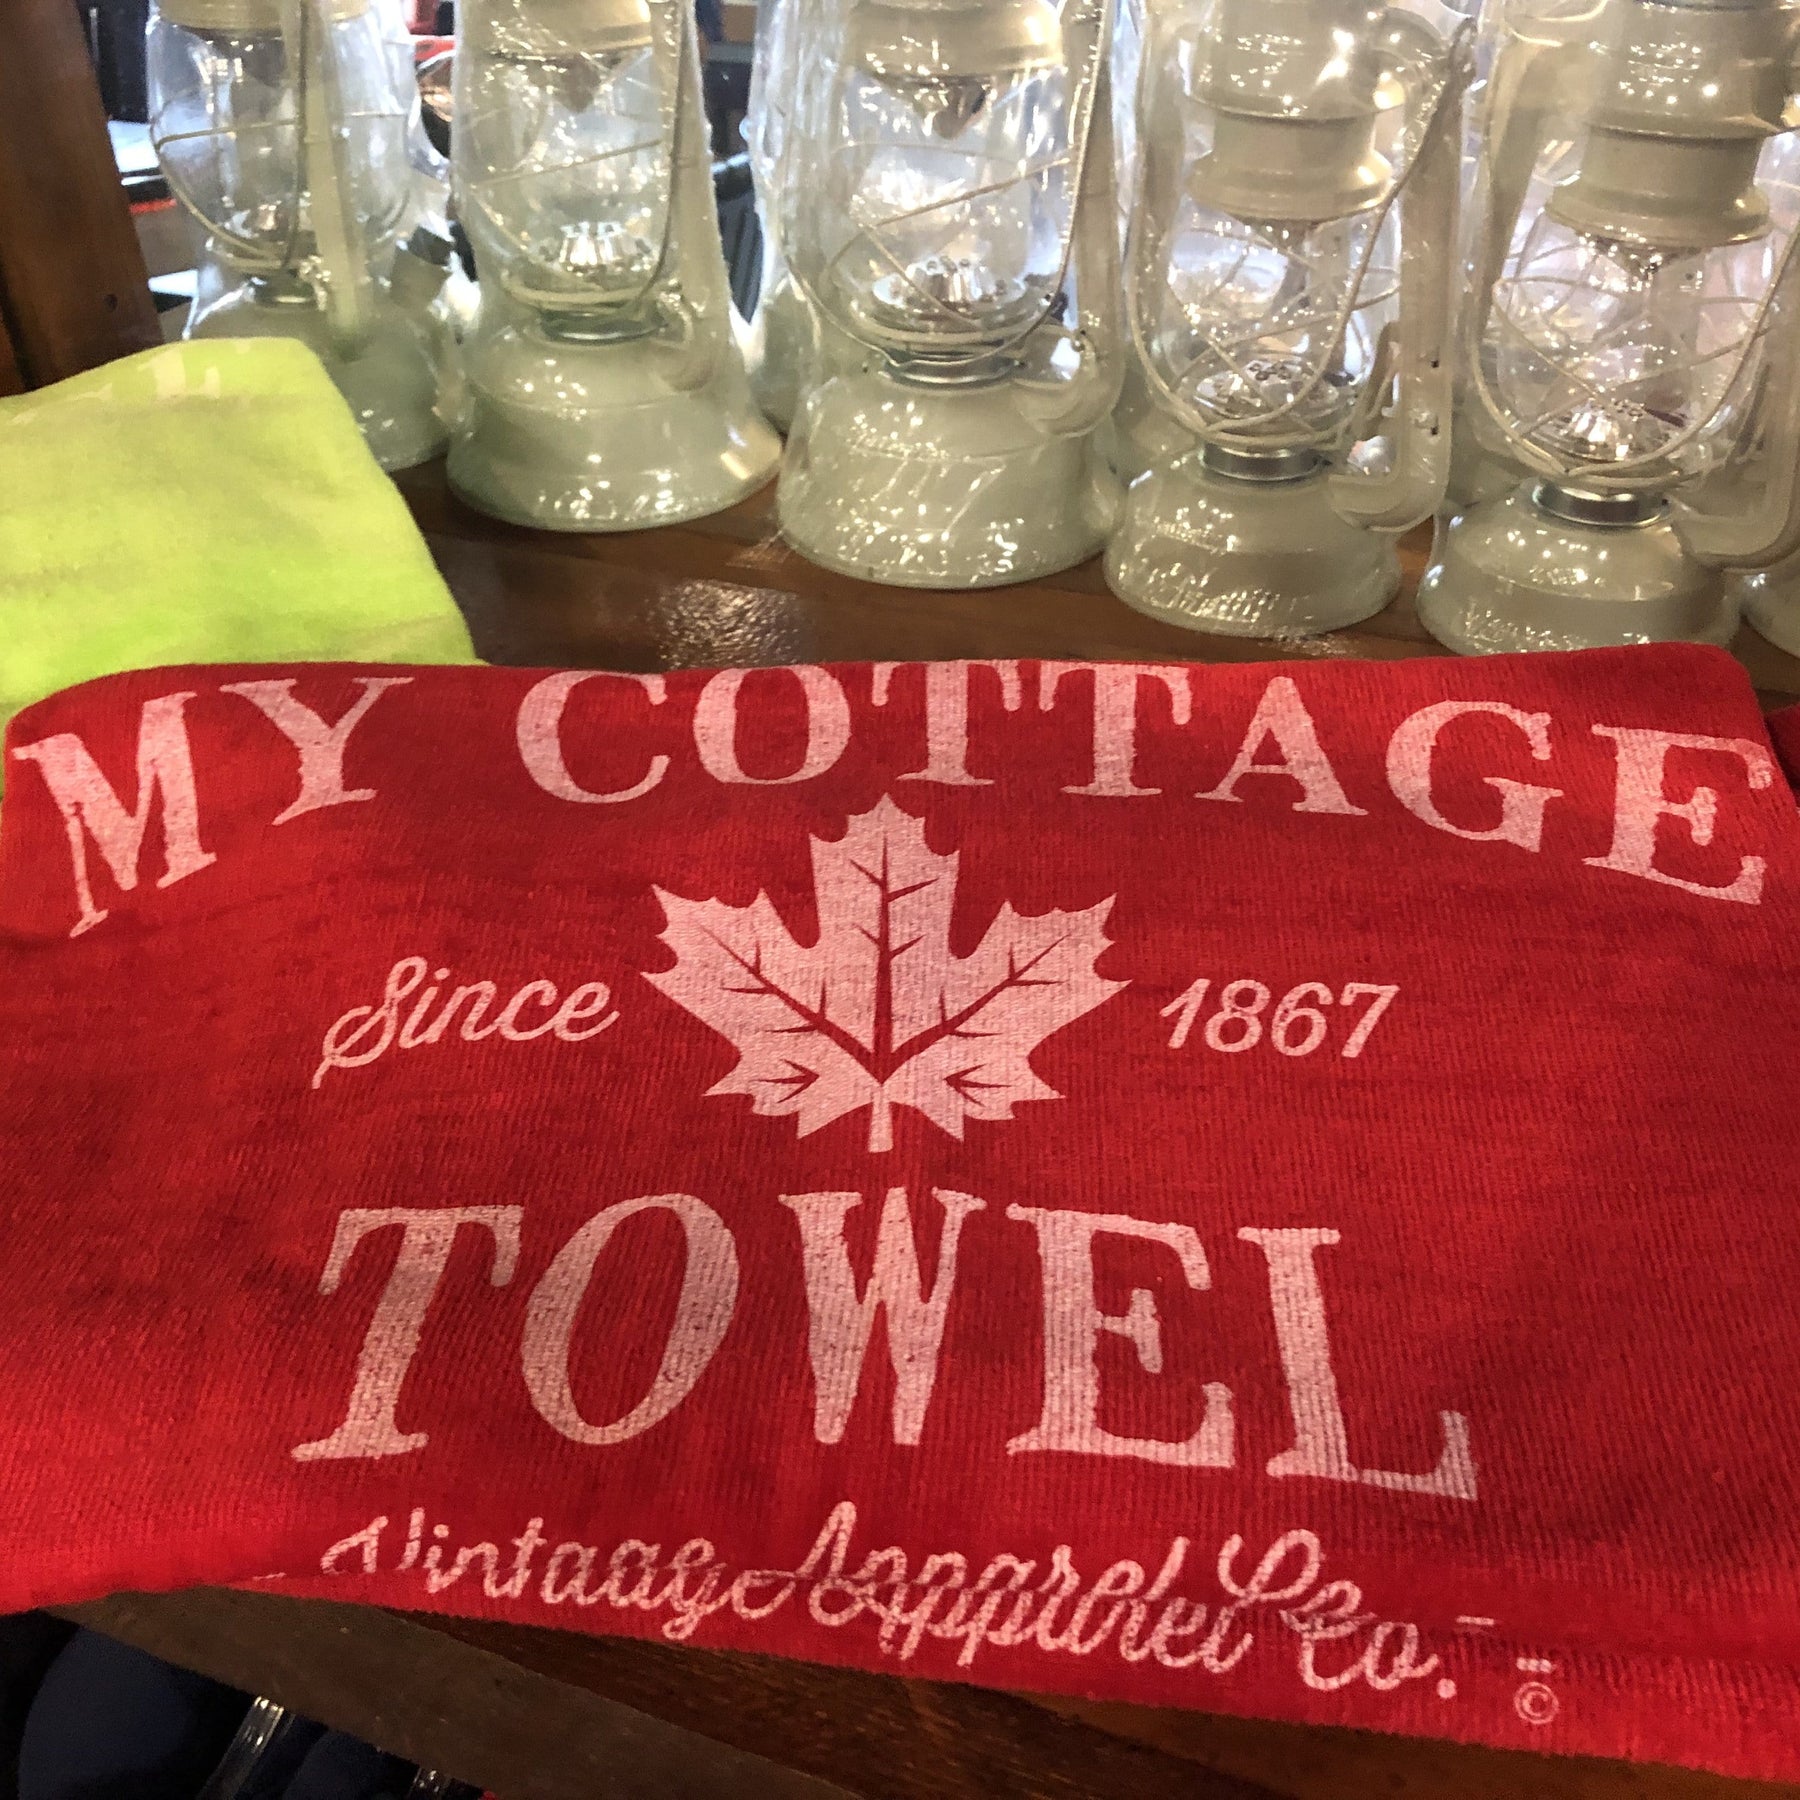 MY COTTAGE
Since 1867
TOWEL
Vintage Apparel Co.
©